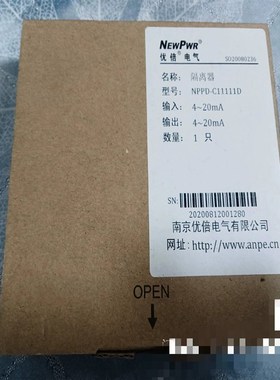 NEWPWR®
优倍®电气
SO20080236
名称: 隔离器
型号: NPPD-C11111D
输入: 4~20mA
输出: 4~20mA
数量: 1 只
SN:
20200812001280
南京优倍电气有限公司
网址:http://www.anpe.cn
OPEN